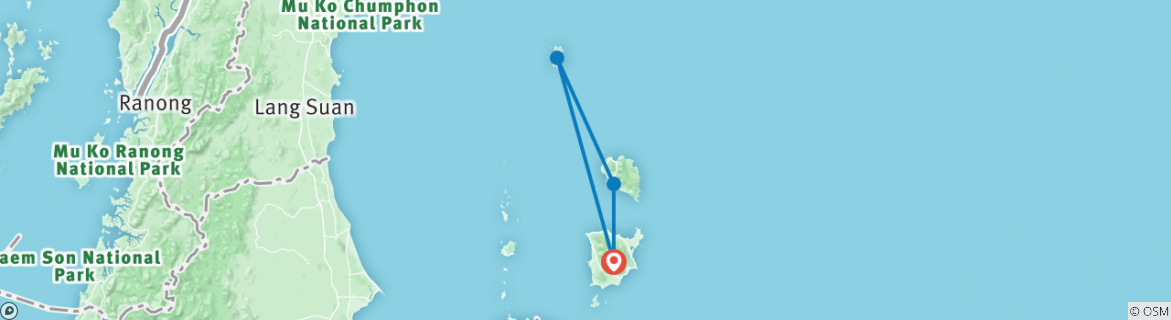 Mu Ko Chumphon
National Park
Ranong
Lang Suan
Mu Ko Ranong
National Park
aem Son National
Park
© OSM